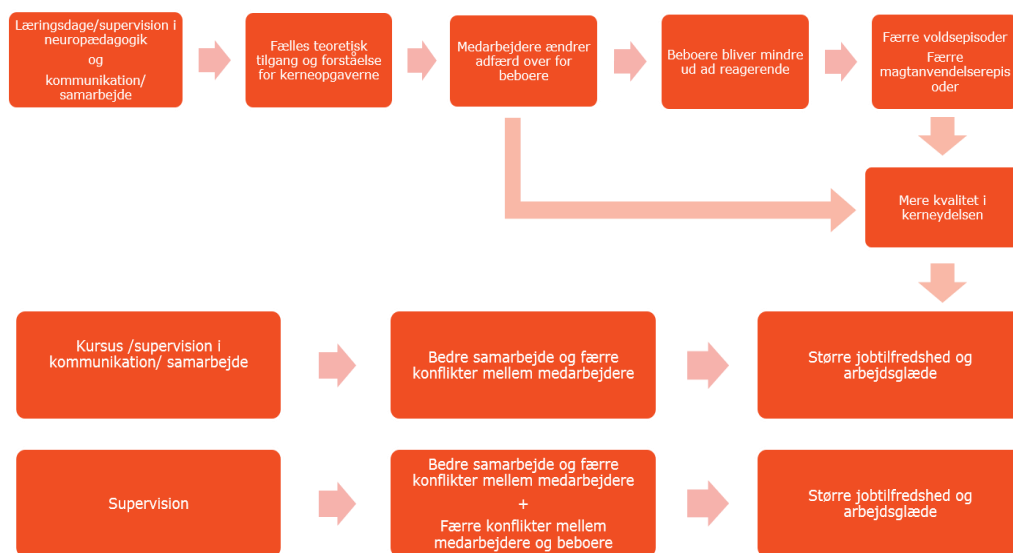 Læringsdage/supervision i
neuropædagogik
og
kommunikation/
samarbejde
Fælles teoretisk
tilgang og forståelse
for kerneopgaverne
Medarbejdere ændrer
adfærd over for
beboere
Beboere bliver mindre
ud ad reagerende
Færre voldsepisoder
Færre
magtanvendelserepis
oder
Mere kvalitet i
kerneydelsen
Kursus /supervision i
kommunikation/ samarbejde
Bedre samarbejde og færre
konflikter mellem medarbejdere
Større jobtilfredshed og
arbejdsglæde
Supervision
Bedre samarbejde og færre
konflikter mellem medarbejdere
+
Færre konflikter mellem
medarbejdere og beboere
Større jobtilfredshed og
arbejdsglæde